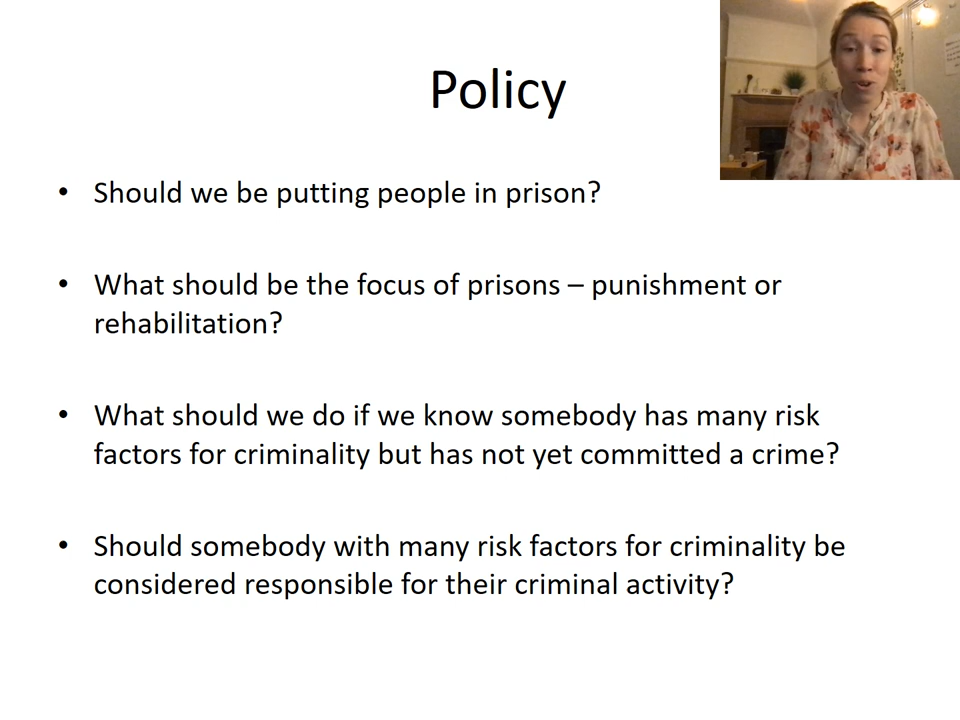 Policy
• Should we be putting people in prison?
• What should be the focus of prisons – punishment or
rehabilitation?
• What should we do if we know somebody has many risk
factors for criminality but has not yet committed a crime?
• Should somebody with many risk factors for criminality be
considered responsible for their criminal activity?